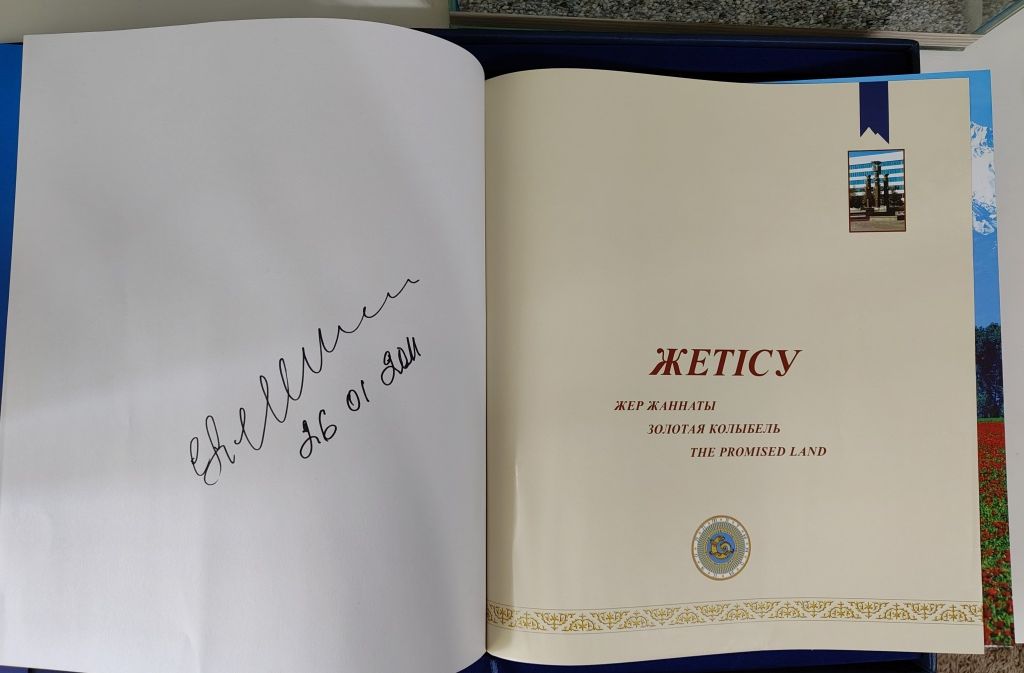 26 01 2011
ЖЕТІСУ
ЖЕР ЖАННАТЫ
ЗОЛОТАЯ КОЛЫБЕЛЬ
THE PROMISED LAND